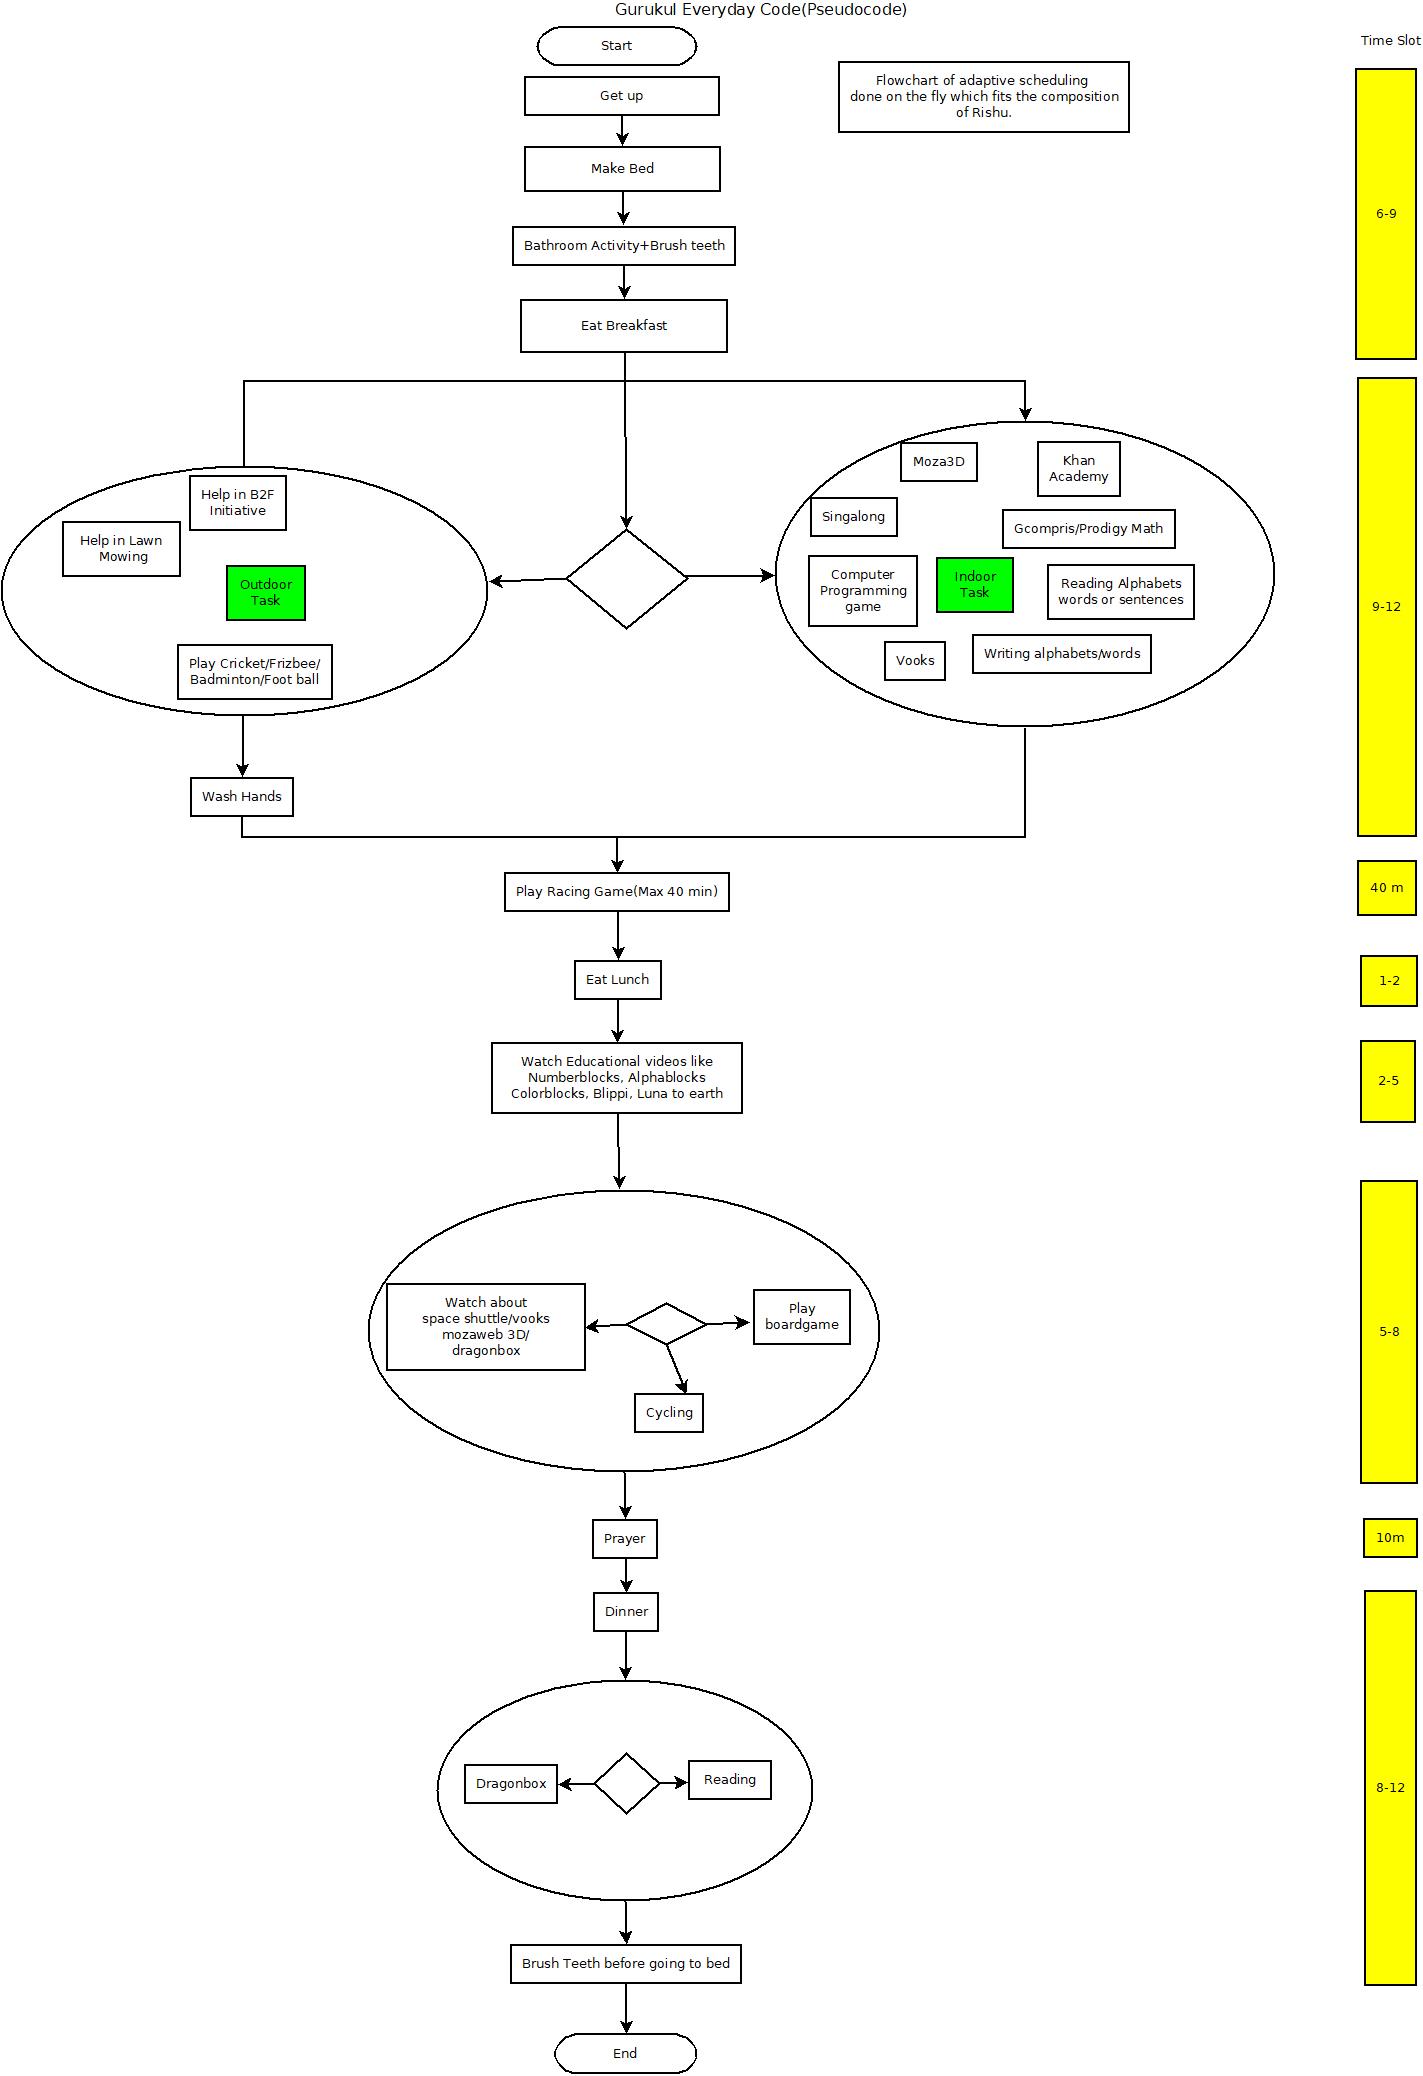 Gurukul Everyday Code(Pseudocode)
Start
Time Slot
Get up
Flowchart of adaptive scheduling
done on the fly which fits the composition
of Rishu.
Make Bed
6-9
Bathroom Activity+Brush teeth
Eat Breakfast
Help in B2F
Initiative
Help in Lawn
Mowing
Outdoor
Task
Play Cricket/Frizbee/
Badminton/Foot ball
Moza3D
Khan
Academy
Singalong
Gcompris/Prodigy Math
Computer
Programming
game
Indoor
Task
Reading Alphabets
words or sentences
Vooks
Writing alphabets/words
9-12
Wash Hands
Play Racing Game(Max 40 min)
40 m
Eat Lunch
1-2
Watch Educational videos like
Numberblocks, Alphablocks
Colorblocks, Blippi, Luna to earth
2-5
Watch about
space shuttle/vooks
mozaweb 3D/
dragonbox
Play
boardgame
Cycling
5-8
Prayer
10m
Dinner
Dragonbox
Reading
8-12
Brush Teeth before going to bed
End